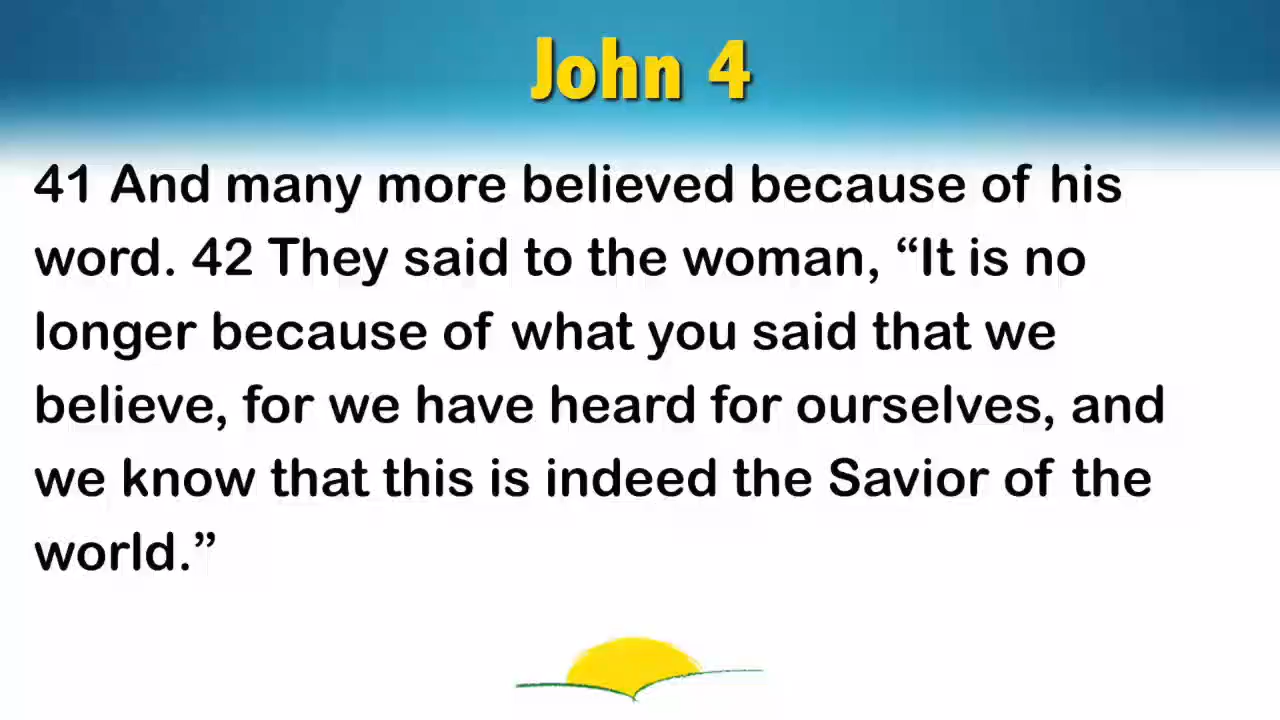 John 4
41 And many more believed because of his
word. 42 They said to the woman, “It is no
longer because of what you said that we
believe, for we have heard for ourselves, and
we know that this is indeed the Savior of the
world.”